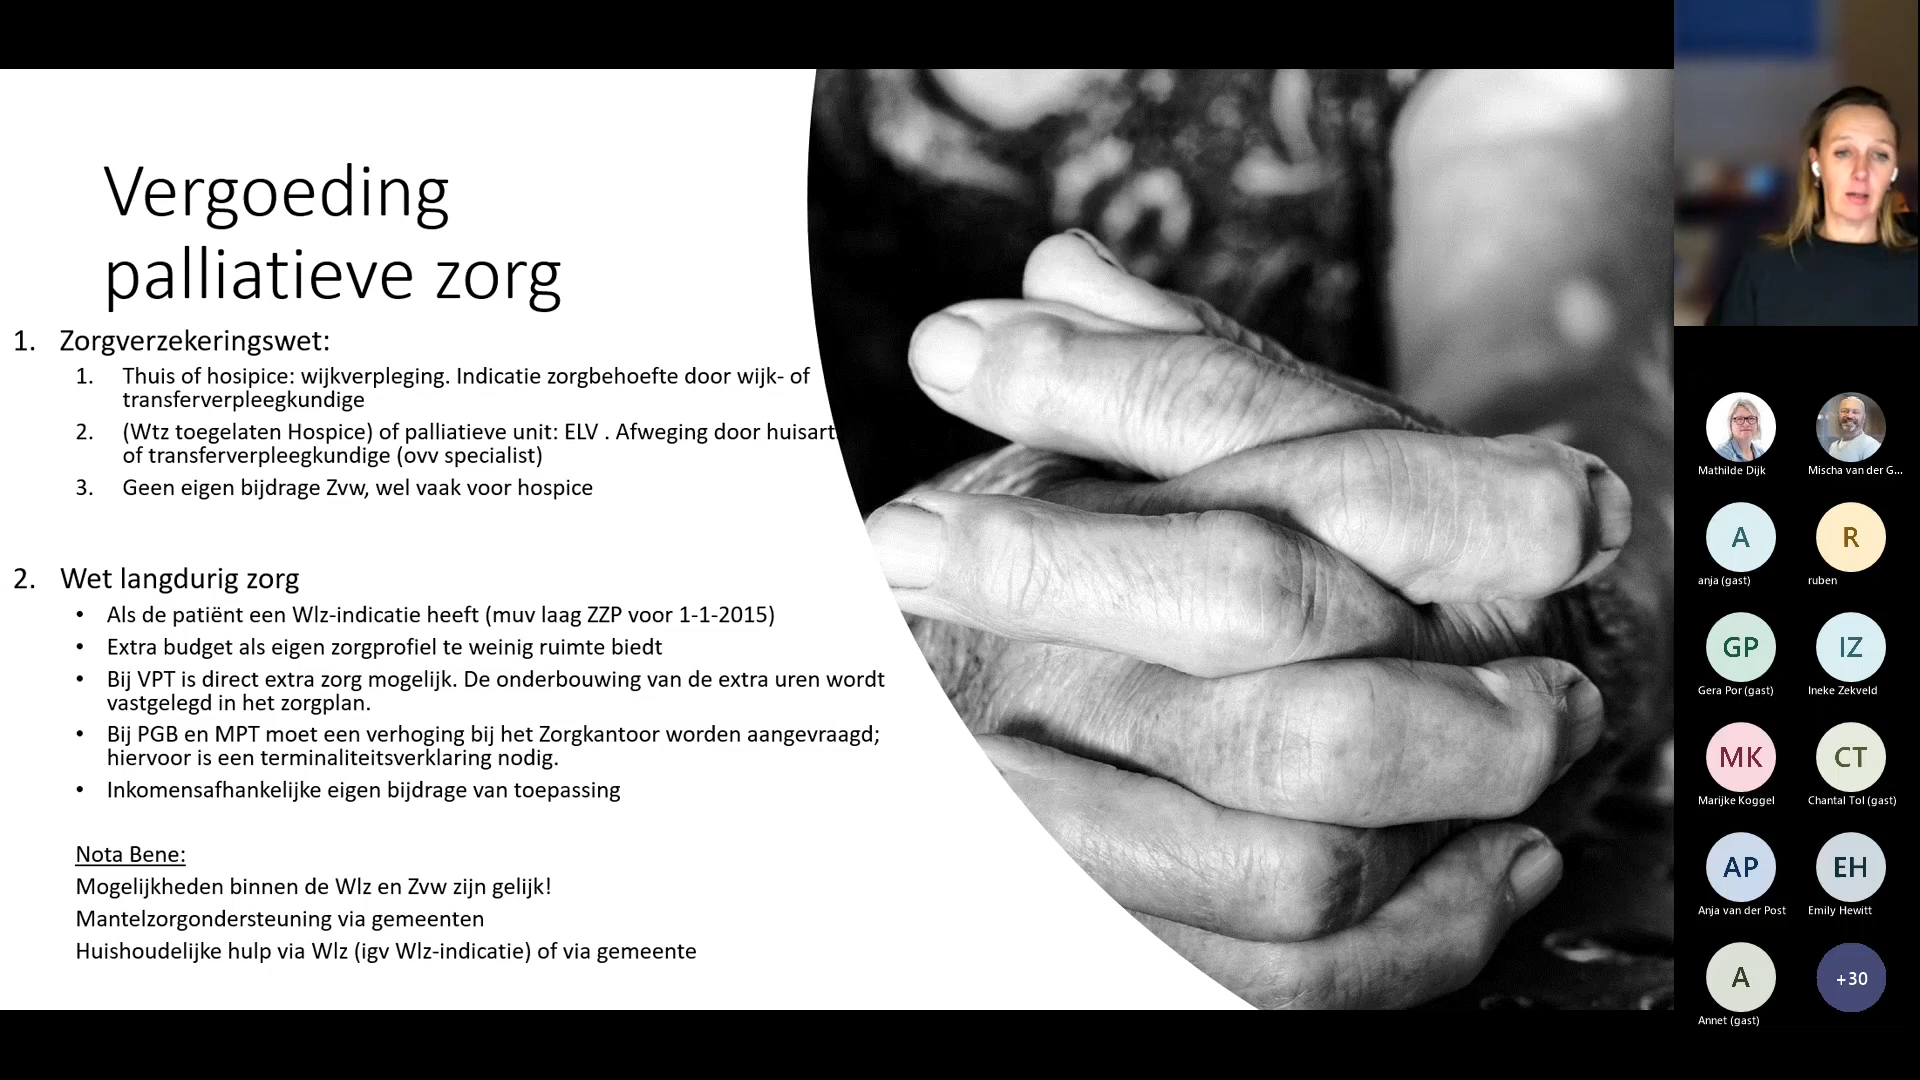 Vergoeding
palliatieve zorg
1. Zorgverzekeringswet:
1. Thuis of hosipice: wijkverpleging. Indicatie zorgbehoefte door wijk- of
transferverpleegkundige
2. (Wtz toegelaten Hospice) of palliatieve unit: ELV . Afweging door huisart
of transferverpleegkundige (ovv specialist)
3. Geen eigen bijdrage Zvw, wel vaak voor hospice
2. Wet langdurig zorg
• Als de patiënt een Wlz-indicatie heeft (muv laag ZZP voor 1-1-2015)
• Extra budget als eigen zorgprofiel te weinig ruimte biedt
• Bij VPT is direct extra zorg mogelijk. De onderbouwing van de extra uren wordt
vastgelegd in het zorgplan.
• Bij PGB en MPT moet een verhoging bij het Zorgkantoor worden aangevraagd;
hiervoor is een terminaliteitsverklaring nodig.
• Inkomensafhankelijke eigen bijdrage van toepassing
Nota Bene:
Mogelijkheden binnen de Wlz en Zvw zijn gelijk!
Mantelzorgondersteuning via gemeenten
Huishoudelijke hulp via Wlz (igv Wlz-indicatie) of via gemeente
Mathilde Dijk
Mischa van der G...
A
anja (gast)
R
ruben
GP
Gera Por (gast)
IZ
Ineke Zekveld
MK
Marijke Koggel
CT
Chantal Tol (gast)
AP
Anja van der Post
EH
Emily Hewitt
A
Annet (gast)
+30